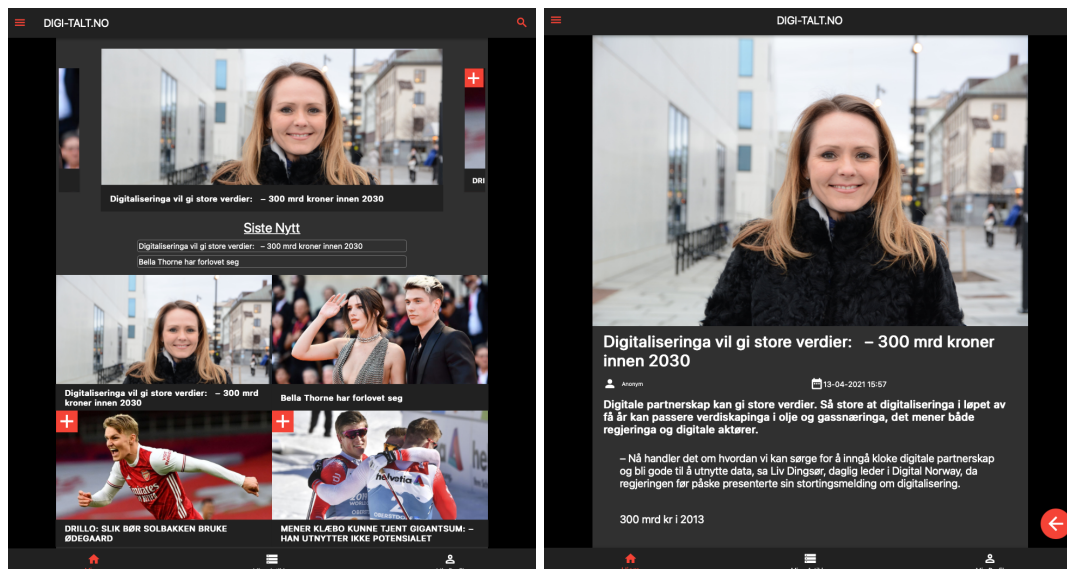 DIGI-TALT.NO
Digitaliseringa vil gi store verdier: – 300 mrd kroner innen 2030
DRI
Siste Nytt
Digitaliseringa vil gi store verdier: – 300 mrd kroner innen 2030
Bella Thorne har forlovet seg
Digitaliseringa vil gi store verdier: – 300 mrd
kroner innen 2030
Bella Thorne har forlovet seg
DRILLO: SLIK BØR SOLBAKKEN BRUKE
ØDEGAARD
MENER KLÆBO KUNNE TJENT GIGANTSUM: –
HAN UTNYTTER IKKE POTENSIALET
DIGI-TALT.NO
Digitaliseringa vil gi store verdier: – 300 mrd kroner
innen 2030
Anonym
13-04-2021 15:57
Digitale partnerskap kan gi store verdier. Så store at digitaliseringa i løpet av
få år kan passere verdiskapinga i olje og gassnæringa, det mener både
regjeringa og digitale aktører.
– Nå handler det om hvordan vi kan sørge for å inngå kloke digitale partnerskap
og bli gode til å utnytte data, sa Liv Dingsør, daglig leder i Digital Norway, da
regjeringen før påske presenterte sin stortingsmelding om digitalisering.
300 mrd kr i 2013